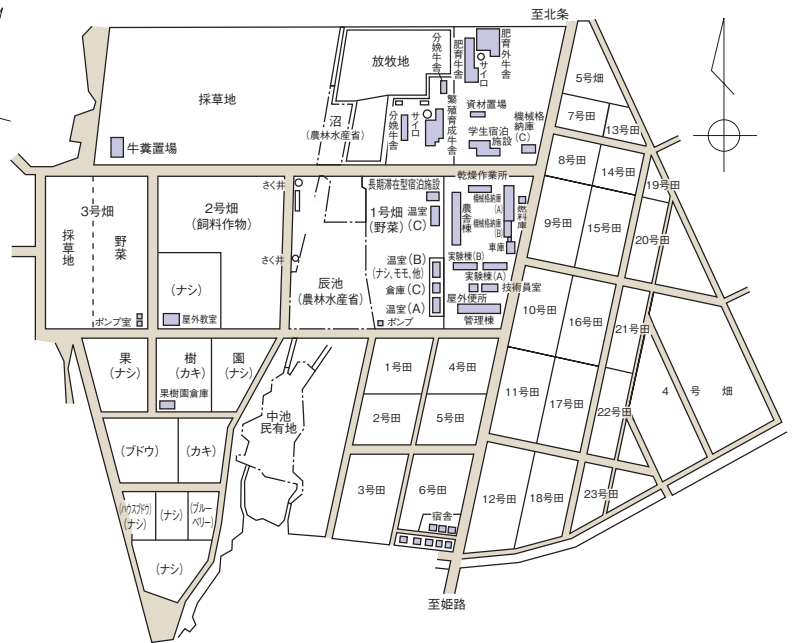 至北条
5号畑
7号田
13号田
放牧地
分娩牛舎
肥育牛舎
サイロ
肥育外牛舎
採草地
沼
(農林水産省)
分娩牛舎
サイロ
繁殖育成牛舎
資材置場
学生宿泊
施設
機械格
納庫
(C)
牛糞置場
8号田
14号田
19号田
9号田
15号田
20号田
3号畑
採草地
野菜
ポンプ室
2号畑
(飼料作物)
(ナシ)
屋外教室
さく井
さく井
辰池
(農林水産省)
長期滞在型宿泊施設
1号畑
(野菜)
温室
(C)
温室(B)
(ナシ、モモ、他)
倉庫(C)
温室(A)
ポンプ
乾燥作業所
農舎棟
機械格納庫
(A)
機械格納庫
(B)
燃料庫
車庫
実験棟(B)
実験棟(A)
技術員室
屋外便所
管理棟
10号田
16号田
21号田
4号畑
11号田
17号田
22号田
12号田
18号田
23号田
果樹園
(ナシ)
(カキ)
(ナシ)
果樹園倉庫
(ブドウ)
(カキ)
(ハウスブドウ)
(ナシ)
(ナシ)
(ブルー
ベリー)
(ナシ)
中池
民有地
1号田
4号田
2号田
5号田
3号田
6号田
宿舎
至姫路